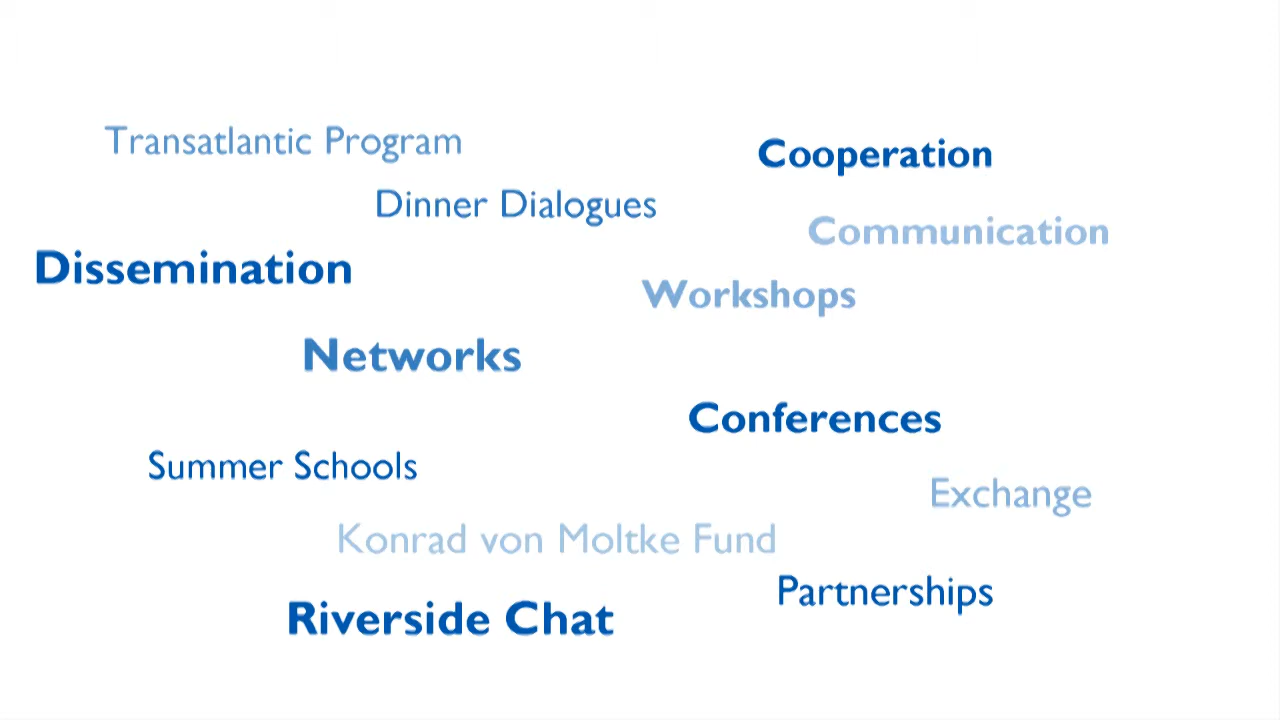 Transatlantic Program
Cooperation
Dinner Dialogues
Communication
Dissemination
Workshops
Networks
Conferences
Summer Schools
Exchange
Konrad von Moltke Fund
Partnerships
Riverside Chat